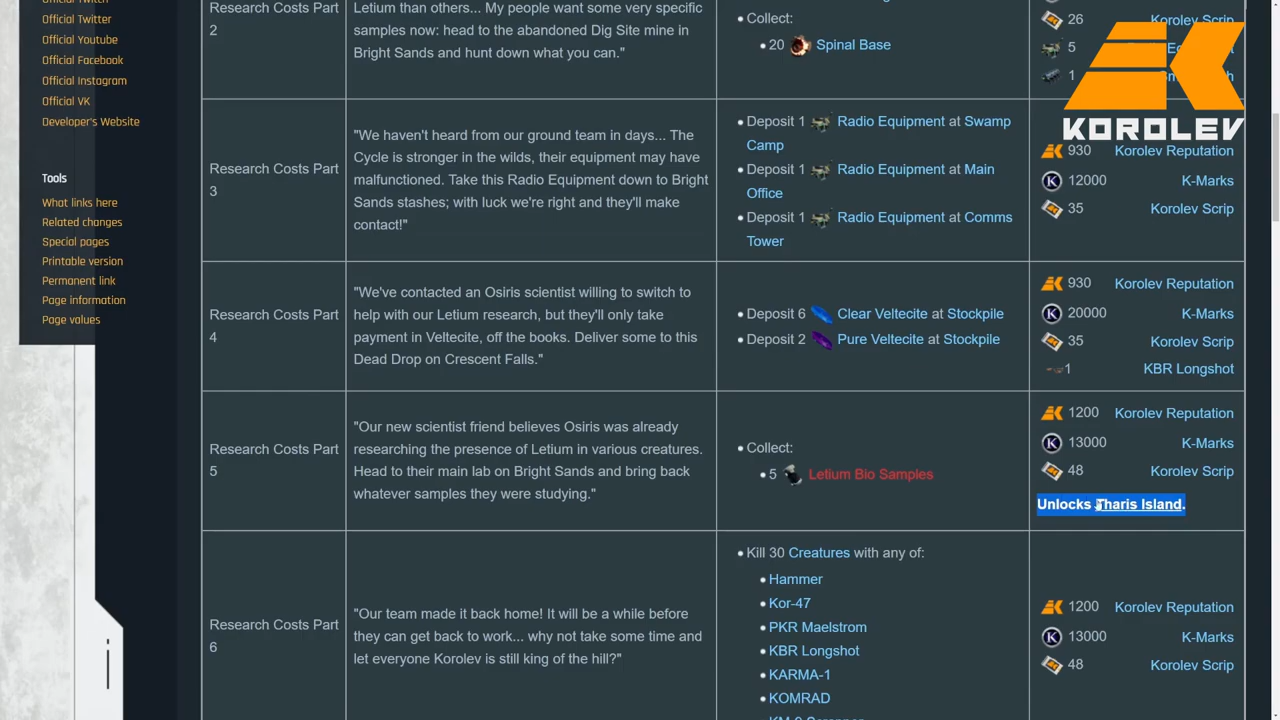 Official Twitter
Official Youtube
Official Facebook
Official Instagram
Official VK
Developer's Website
Tools
What links here
Related changes
Special pages
Printable version
Permanent link
Page information
Page values
Research Costs Part
2
Letium than others... My people want some very specific
samples now: head to the abandoned Dig Site mine in
Bright Sands and hunt down what you can."
Collect:
20 Spinal Base
26 Korolev Scrip
5
1
KOROLEV
Research Costs Part
3
"We haven't heard from our ground team in days... The
Cycle is stronger in the wilds, their equipment may have
malfunctioned. Take this Radio Equipment down to Bright
Sands stashes; with luck we're right and they'll make
contact!"
Deposit 1 Radio Equipment at Swamp
Camp
Deposit 1 Radio Equipment at Main
Office
Deposit 1 Radio Equipment at Comms
Tower
930 Korolev Reputation
12000 K-Marks
35 Korolev Scrip
Research Costs Part
4
"We've contacted an Osiris scientist willing to switch to
help with our Letium research, but they'll only take
payment in Veltecite, off the books. Deliver some to this
Dead Drop on Crescent Falls."
Deposit 6 Clear Veltecite at Stockpile
Deposit 2 Pure Veltecite at Stockpile
930 Korolev Reputation
20000 K-Marks
35 Korolev Scrip
1 KBR Longshot
Research Costs Part
5
"Our new scientist friend believes Osiris was already
researching the presence of Letium in various creatures.
Head to their main lab on Bright Sands and bring back
whatever samples they were studying."
Collect:
5 Letium Bio Samples
1200 Korolev Reputation
13000 K-Marks
48 Korolev Scrip
Unlocks Tharis Island.
Research Costs Part
6
"Our team made it back home! It will be a while before
they can get back to work... why not take some time and
let everyone Korolev is still king of the hill?"
Kill 30 Creatures with any of:
Hammer
Kor-47
PKR Maelstrom
KBR Longshot
KARMA-1
KOMRAD
1200 Korolev Reputation
13000 K-Marks
48 Korolev Scrip